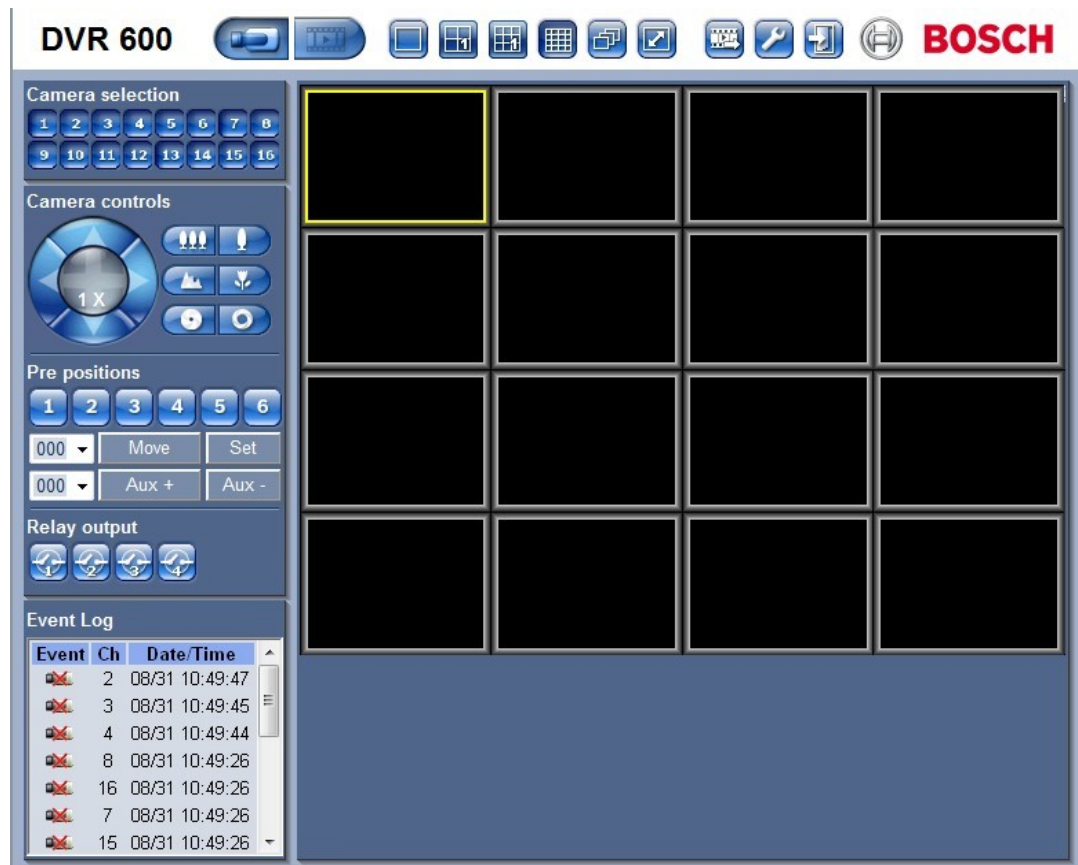 DVR 600
BOSCH
Camera selection
1 2 3 4 5 6 7 8
9 10 11 12 13 14 15 16
Camera controls
1 X
Pre positions
1 2 3 4 5 6
000 Move Set
000 Aux + Aux -
Relay output
1 2 3 4
Event Log
Event Ch Date/Time
2 08/31 10:49:47
3 08/31 10:49:45
4 08/31 10:49:44
8 08/31 10:49:26
16 08/31 10:49:26
7 08/31 10:49:26
15 08/31 10:49:26